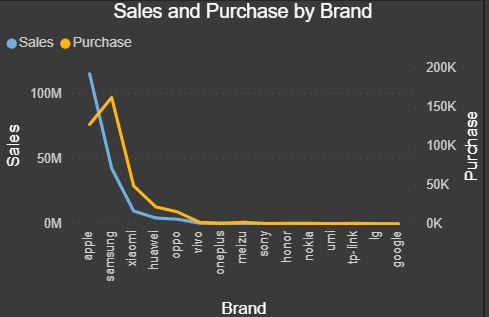 Sales and Purchase by Brand
Sales Purchase
200K
100M
150K
100K
50M
50K
0M
0K
Sales
Purchase
apple
samsung
xiaomi
huawei
oppo
vivo
oneplus
meizu
sony
honor
nokia
umi
tp-link
lg
google
Brand